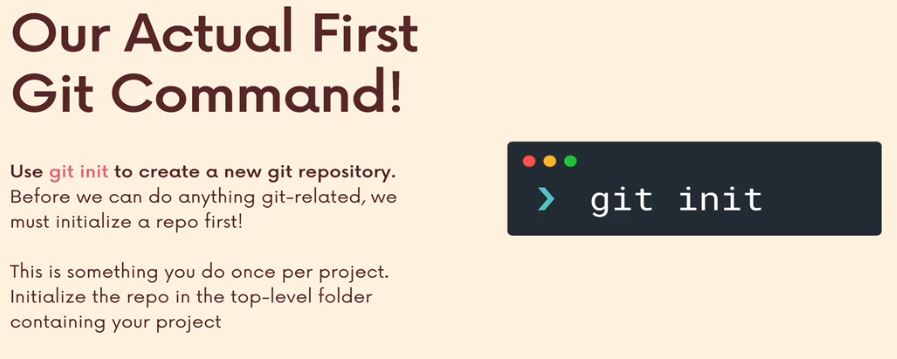 Our Actual First
Git Command!
Use git init to create a new git repository.
Before we can do anything git-related, we
must initialize a repo first!
This is something you do once per project.
Initialize the repo in the top-level folder
containing your project
❯ git init